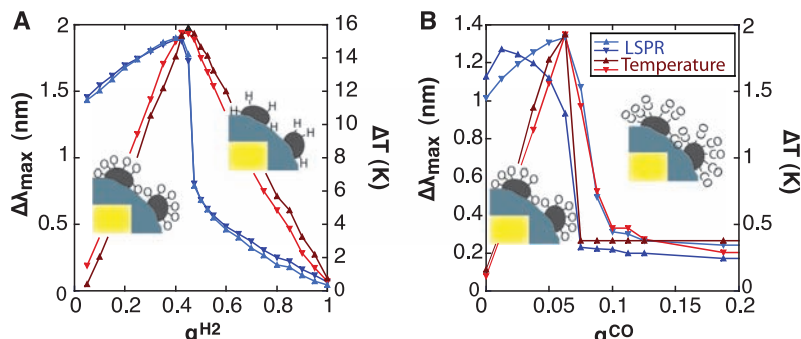 A
B
2
1.5
1
0.5
0
Δλmax (nm)
16
14
12
10
8
6
4
2
0
ΔT (K)
0
0.2
0.4
0.6
0.8
1
αH2
H H H H H H
O O O O O O
C C C C C C
1.4
1.2
1
0.8
0.6
0.4
0.2
0
Δλmax (nm)
2
1.5
1
0.5
2
ΔT (K)
0
0.05
0.1
0.15
0.2
αCO
LSPR
Temperature